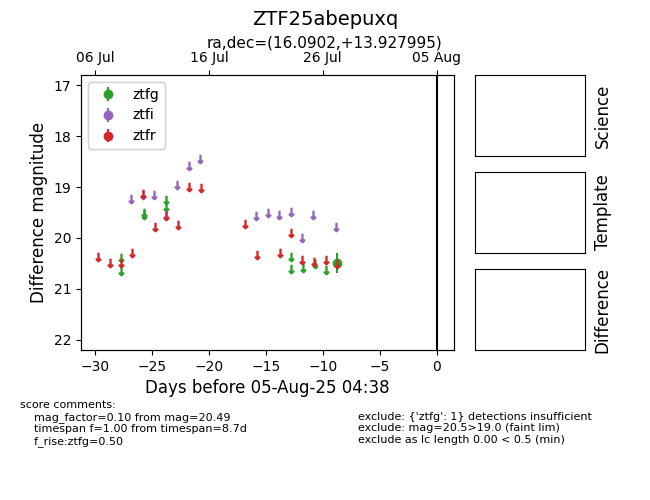 ZTF25abepuxq
ra,dec=(16.0902,+13.927995)
06 Jul 16 Jul 26 Jul 05 Aug
17
18
19
20
21
22
Difference magnitude
ztfg
ztfi
ztfr
−30 −25 −20 −15 −10 −5 0
Days before 05-Aug-25 04:38
Science
Template
Difference
score comments:
mag_factor=0.10 from mag=20.49
timespan f=1.00 from timespan=8.7d
f_rise:ztfg=0.50
exclude: {'ztfg': 1} detections insufficient
exclude: mag=20.5>19.0 (faint lim)
exclude as lc length 0.00 < 0.5 (min)